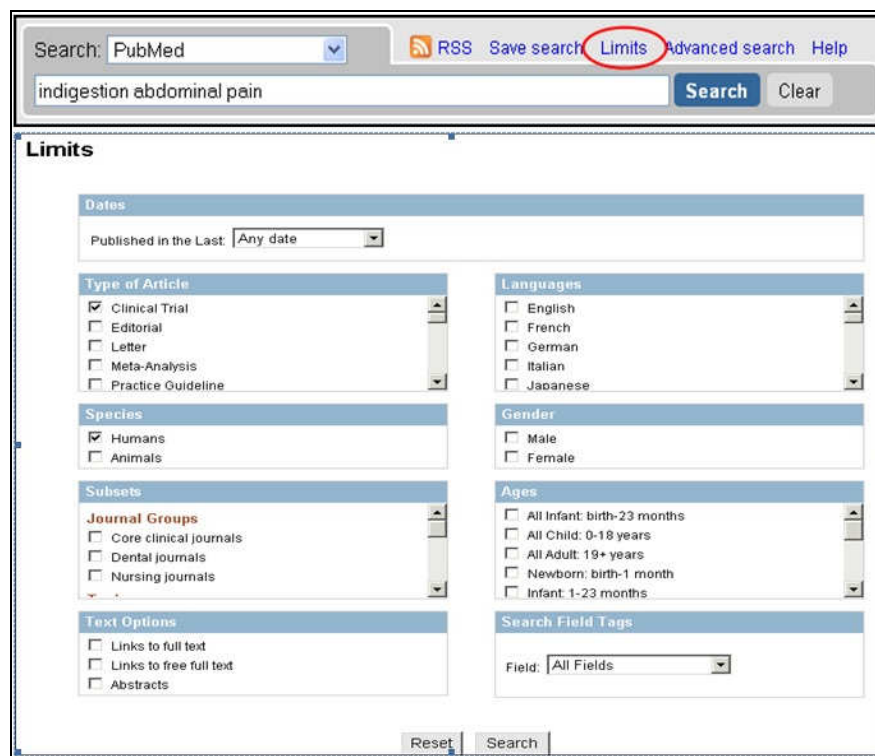 Search: PubMed RSS Save search Limits Advanced search Help
indigestion abdominal pain Search Clear
Limits
Dates
Published in the Last: Any date
Type of Article
Clinical Trial
Editorial
Letter
Meta-Analysis
Practice Guideline
Languages
English
French
German
Italian
Japanese
Species
Humans
Animals
Gender
Male
Female
Subsets
Journal Groups
Core clinical journals
Dental journals
Nursing journals
Ages
All Infant: birth-23 months
All Child: 0-18 years
All Adult: 19+ years
Newborn: birth-1 month
Infant: 1-23 months
Text Options
Links to full text
Links to free full text
Abstracts
Search Field Tags
Field: All Fields
Reset Search